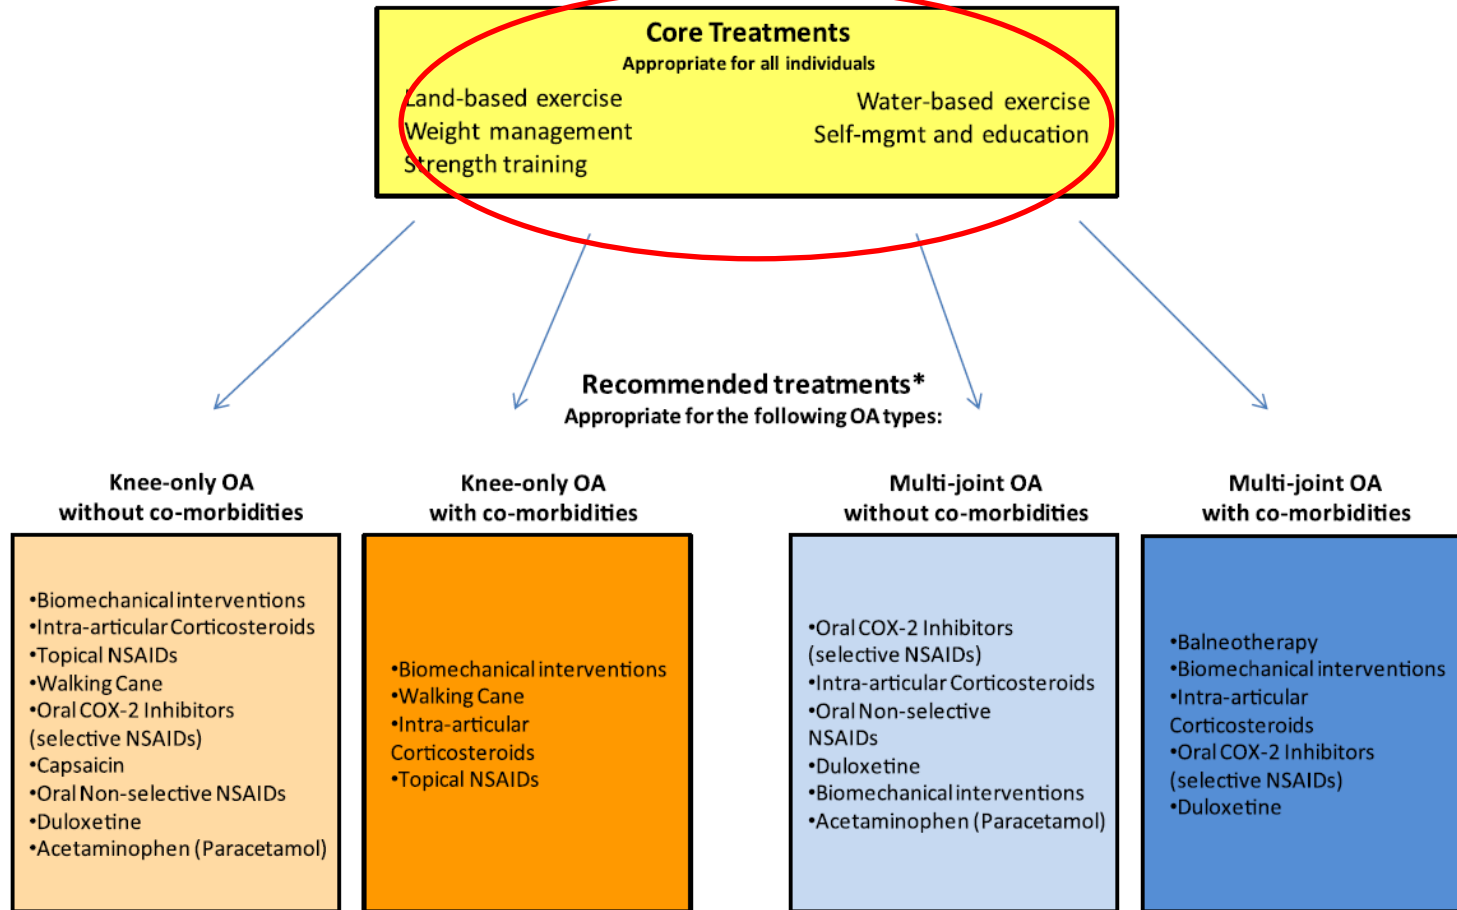 Core Treatments
Appropriate for all individuals
Land-based exercise
Weight management
Strength training
Water-based exercise
Self-mgmt and education
Recommended treatments*
Appropriate for the following OA types:
Knee-only OA
without co-morbidities
•Biomechanical interventions
•Intra-articular Corticosteroids
•Topical NSAIDs
•Walking Cane
•Oral COX-2 Inhibitors
(selective NSAIDs)
•Capsaicin
•Oral Non-selective NSAIDs
•Duloxetine
•Acetaminophen (Paracetamol)
Knee-only OA
with co-morbidities
•Biomechanical interventions
•Walking Cane
•Intra-articular
Corticosteroids
•Topical NSAIDs
Multi-joint OA
without co-morbidities
•Oral COX-2 Inhibitors
(selective NSAIDs)
•Intra-articular Corticosteroids
•Oral Non-selective
NSAIDs
•Duloxetine
•Biomechanical interventions
•Acetaminophen (Paracetamol)
Multi-joint OA
with co-morbidities
•Balneotherapy
•Biomechanical interventions
•Intra-articular
Corticosteroids
•Oral COX-2 Inhibitors
(selective NSAIDs)
•Duloxetine